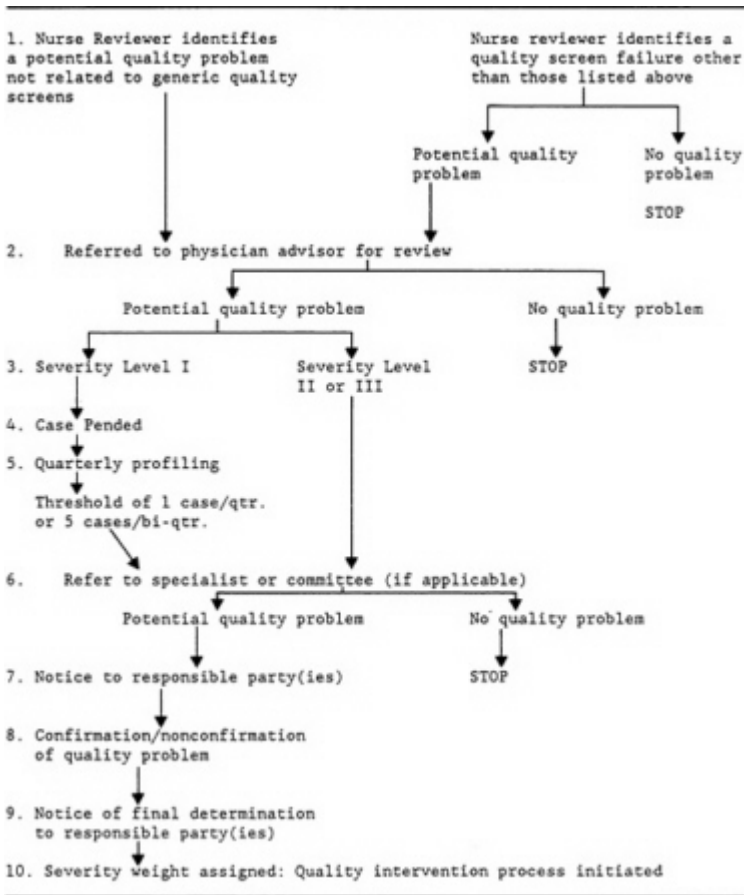 1. Nurse Reviewer identifies
a potential quality problem
not related to generic quality
screens
Nurse reviewer identifies a
quality screen failure other
than those listed above
Potential quality
problem
No quality
problem
STOP
2. Referred to physician advisor for review
Potential quality problem
No quality problem
3. Severity Level I
Severity Level
II or III
STOP
4. Case Pended
5. Quarterly profiling
Threshold of 1 case/qtr.
or 5 cases/bi-qtr.
6. Refer to specialist or committee (if applicable)
Potential quality problem
No quality problem
7. Notice to responsible party(ies)
STOP
8. Confirmation/nonconfirmation
of quality problem
9. Notice of final determination
to responsible party(ies)
10. Severity weight assigned: Quality intervention process initiated